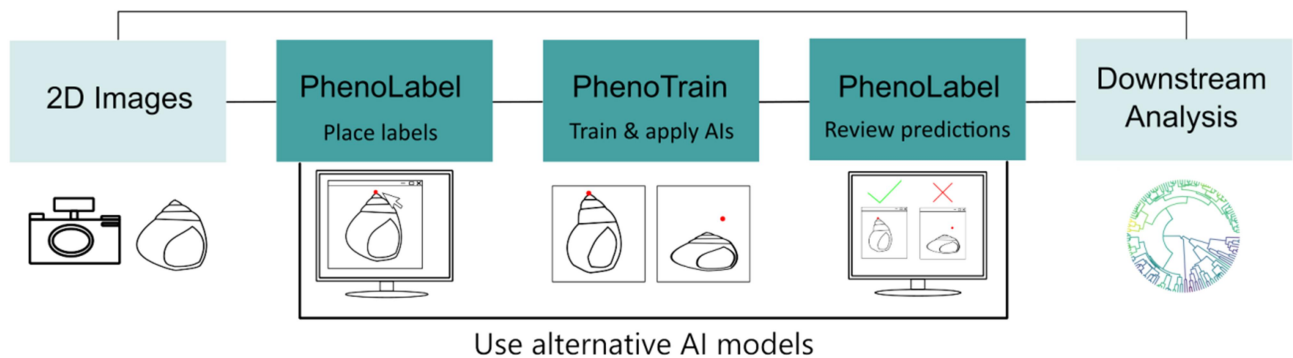 2D Images
PhenoLabel
Place labels
PhenoTrain
Train & apply AIs
PhenoLabel
Review predictions
Downstream
Analysis
Use alternative AI models